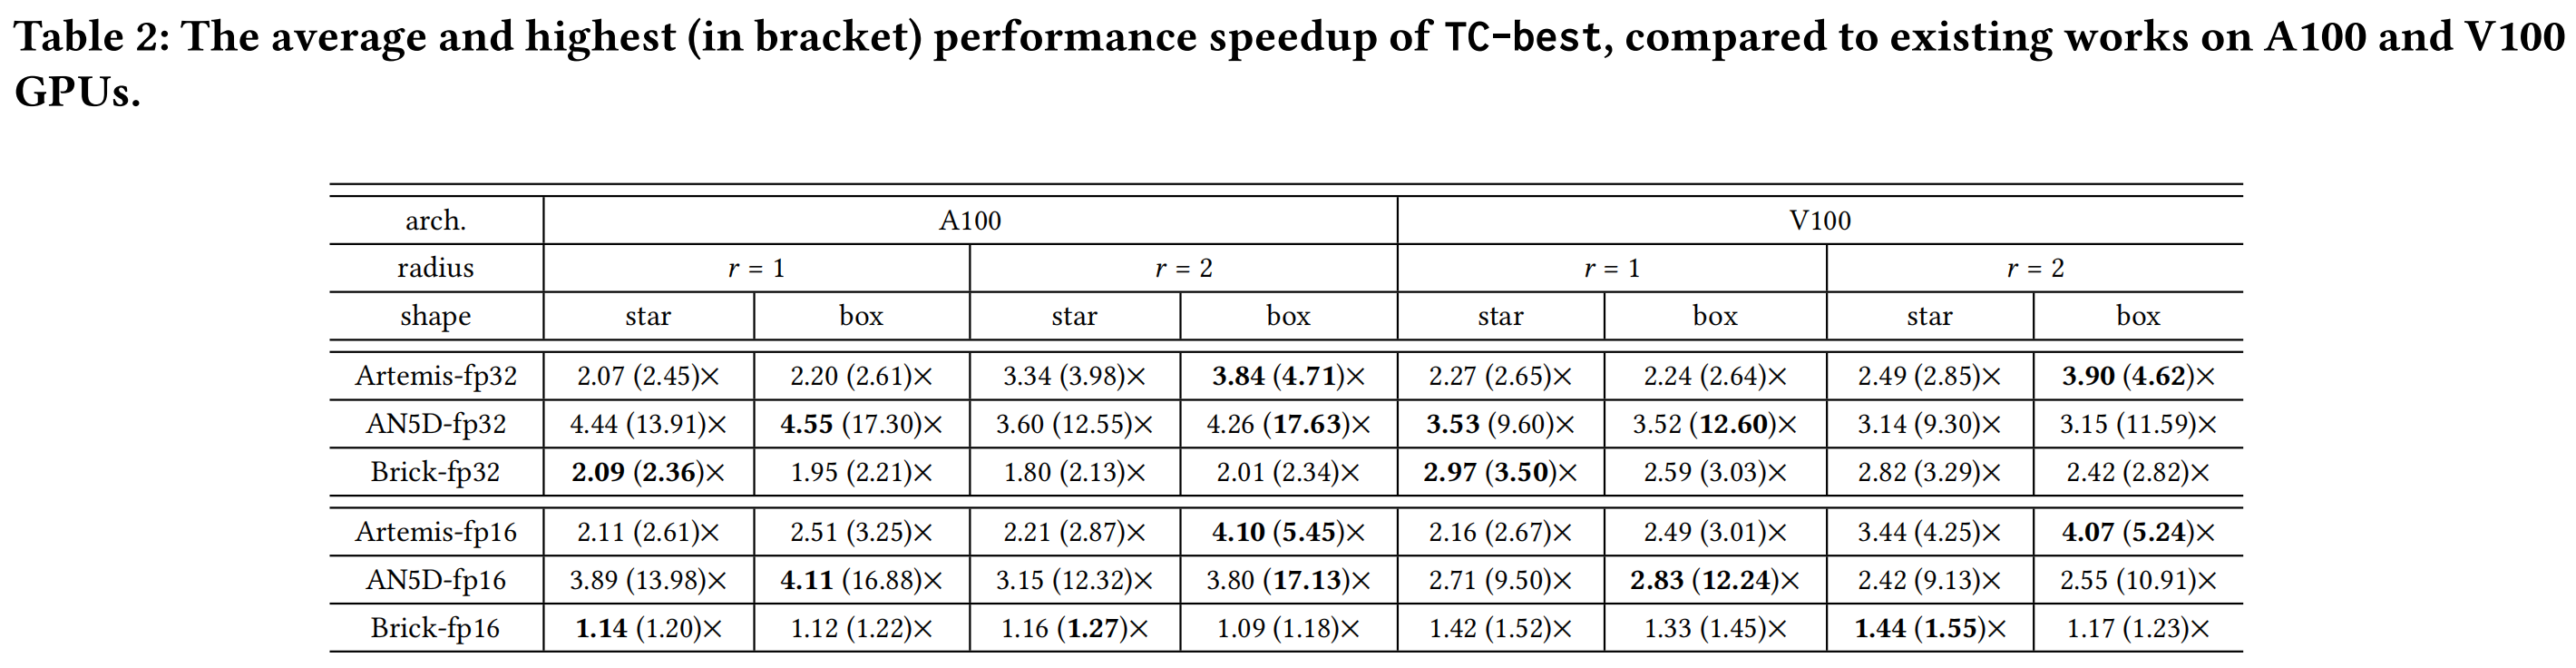 Table 2: The average and highest (in bracket) performance speedup of TC-best, compared to existing works on A100 and V100
GPUs.
arch. A100 V100
radius r = 1 r = 2 r = 1 r = 2
shape star box star box star box star box
Artemis-fp32 2.07 (2.45)× 2.20 (2.61)× 3.34 (3.98)× 3.84 (4.71)× 2.27 (2.65)× 2.24 (2.64)× 2.49 (2.85)× 3.90 (4.62)×
AN5D-fp32 4.44 (13.91)× 4.55 (17.30)× 3.60 (12.55)× 4.26 (17.63)× 3.53 (9.60)× 3.52 (12.60)× 3.14 (9.30)× 3.15 (11.59)×
Brick-fp32 2.09 (2.36)× 1.95 (2.21)× 1.80 (2.13)× 2.01 (2.34)× 2.97 (3.50)× 2.59 (3.03)× 2.82 (3.29)× 2.42 (2.82)×
Artemis-fp16 2.11 (2.61)× 2.51 (3.25)× 2.21 (2.87)× 4.10 (5.45)× 2.16 (2.67)× 2.49 (3.01)× 3.44 (4.25)× 4.07 (5.24)×
AN5D-fp16 3.89 (13.98)× 4.11 (16.88)× 3.15 (12.32)× 3.80 (17.13)× 2.71 (9.50)× 2.83 (12.24)× 2.42 (9.13)× 2.55 (10.91)×
Brick-fp16 1.14 (1.20)× 1.12 (1.22)× 1.16 (1.27)× 1.09 (1.18)× 1.42 (1.52)× 1.33 (1.45)× 1.44 (1.55)× 1.17 (1.23)×